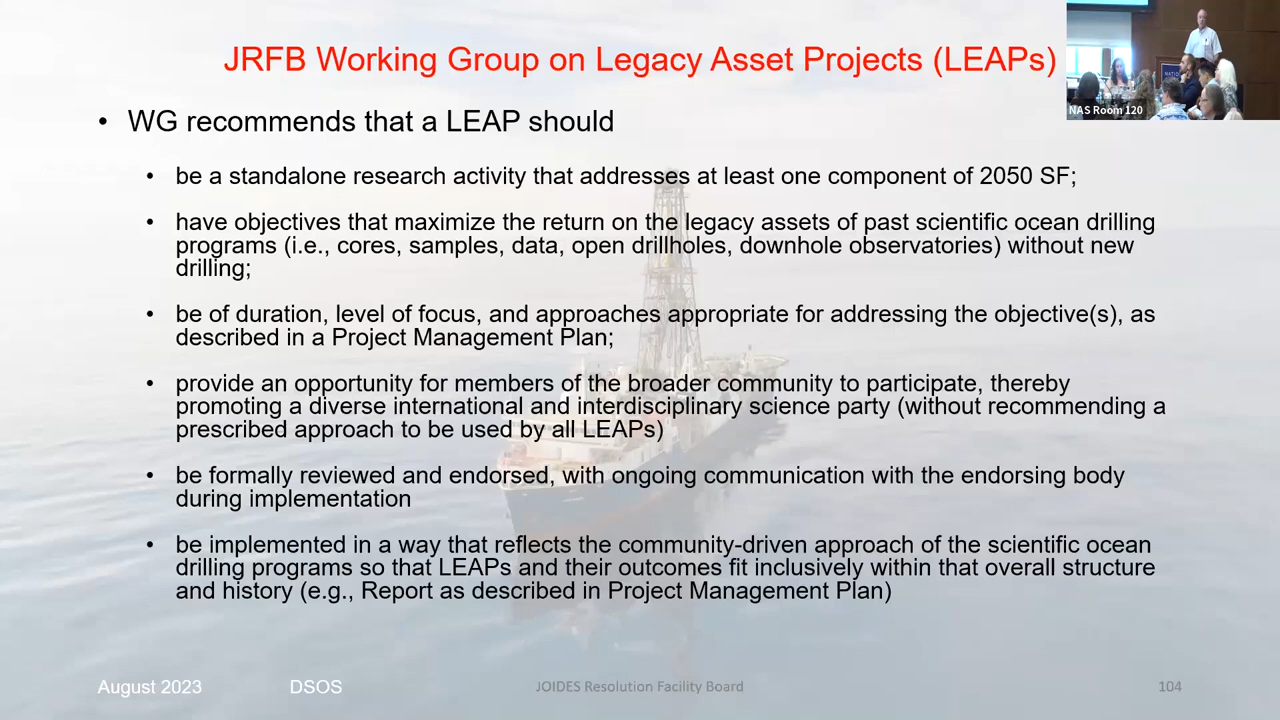 JRFB Working Group on Legacy Asset Projects (LEAPs)
NAS Room 120
• WG recommends that a LEAP should
• be a standalone research activity that addresses at least one component of 2050 SF;
• have objectives that maximize the return on the legacy assets of past scientific ocean drilling
programs (i.e., cores, samples, data, open drillholes, downhole observatories) without new
drilling;
• be of duration, level of focus, and approaches appropriate for addressing the objective(s), as
described in a Project Management Plan;
• provide an opportunity for members of the broader community to participate, thereby
promoting a diverse international and interdisciplinary science party (without recommending a
prescribed approach to be used by all LEAPs)
• be formally reviewed and endorsed, with ongoing communication with the endorsing body
during implementation
• be implemented in a way that reflects the community-driven approach of the scientific ocean
drilling programs so that LEAPs and their outcomes fit inclusively within that overall structure
and history (e.g., Report as described in Project Management Plan)
August 2023 DSOS JOIDES Resolution Facility Board 104